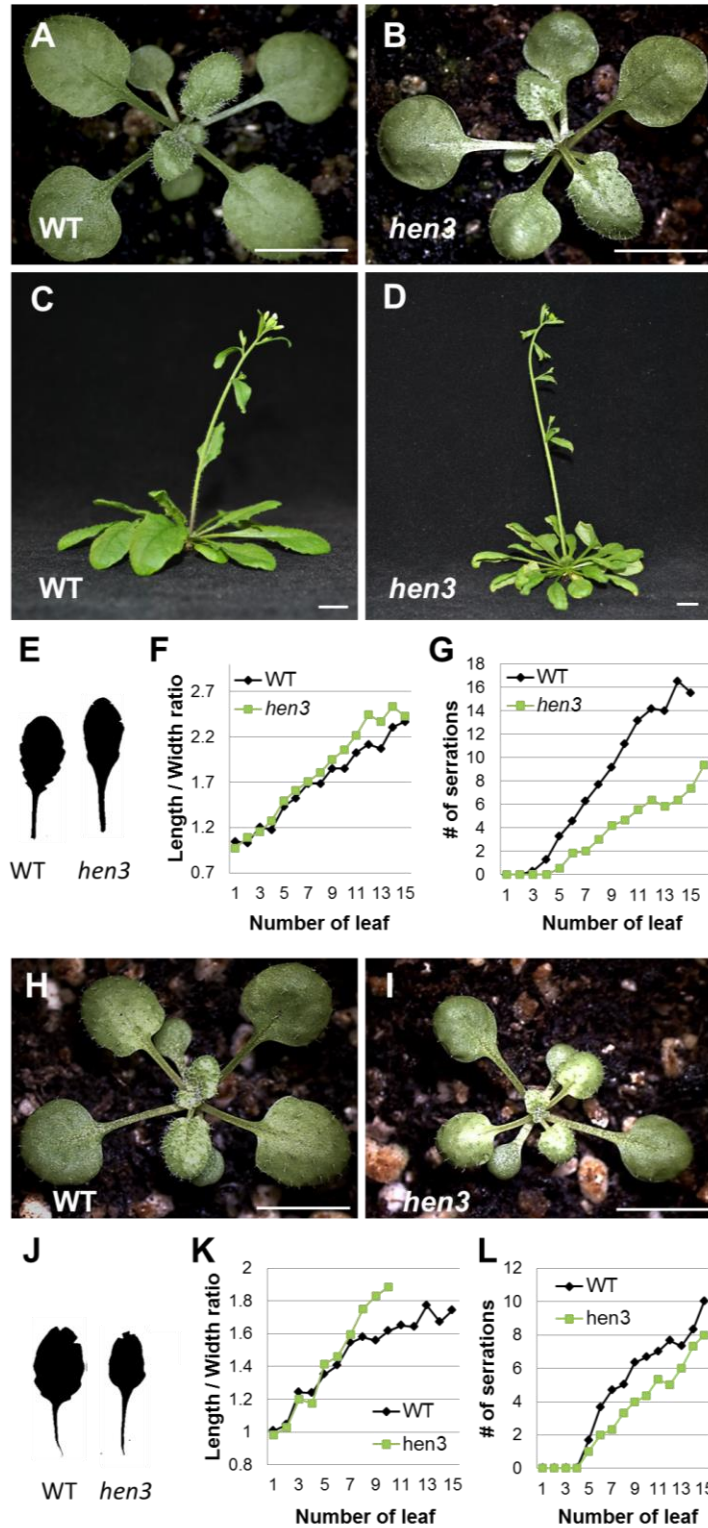 A
WT
B
hen3
C
WT
D
hen3
E
WT
hen3
F
WT
hen3
2.7
2.2
1.7
1.2
0.7
Length / Width ratio
1 3 5 7 9 11 13 15
Number of leaf
G
WT
hen3
18
16
14
12
10
8
6
4
2
0
# of serrations
1 3 5 7 9 11 13 15
Number of leaf
H
WT
I
hen3
J
WT
hen3
K
2
1.8
1.6
1.4
1.2
1
0.8
Length / Width ratio
WT
hen3
1 3 5 7 9 11 13 15
Number of leaf
L
12
10
8
6
4
2
0
# of serrations
WT
hen3
1 3 5 7 9 11 13 15
Number of leaf